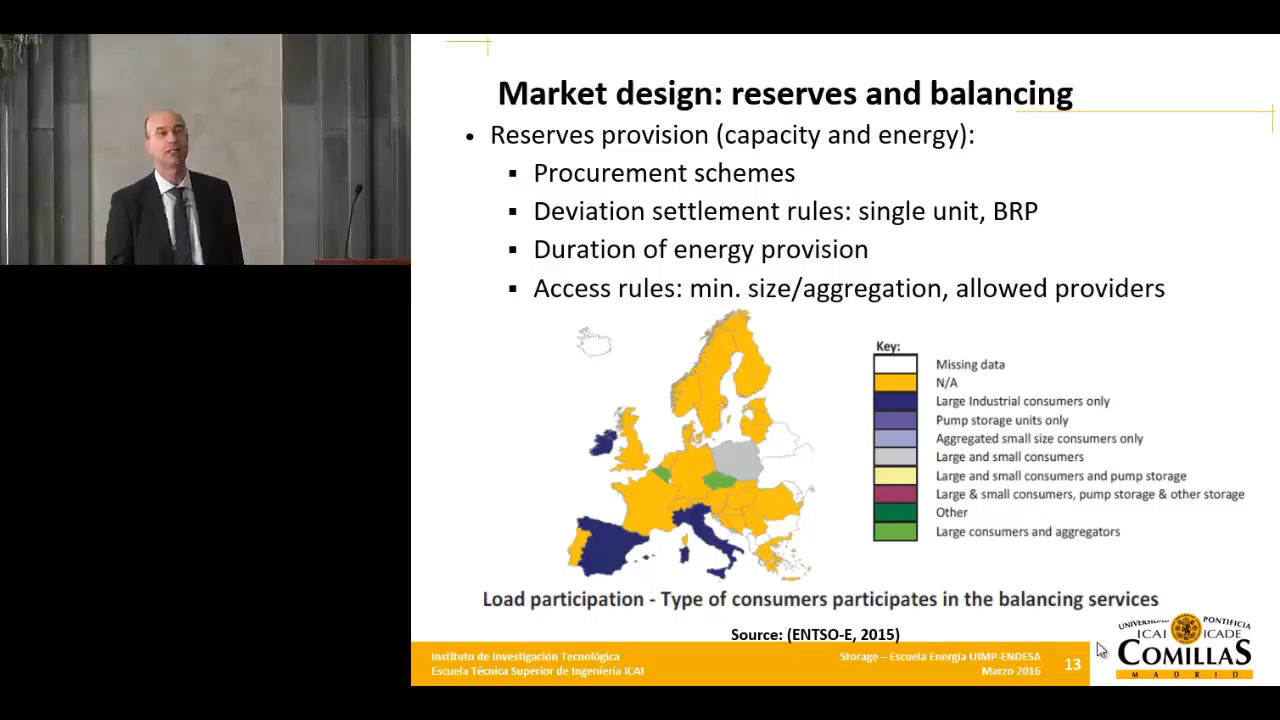 Market design: reserves and balancing
• Reserves provision (capacity and energy):
▪ Procurement schemes
▪ Deviation settlement rules: single unit, BRP
▪ Duration of energy provision
▪ Access rules: min. size/aggregation, allowed providers
Key:
Missing data
N/A
Large Industrial consumers only
Pump storage units only
Aggregated small size consumers only
Large and small consumers
Large and small consumers and pump storage
Large & small consumers, pump storage & other storage
Other
Large consumers and aggregators
Load participation - Type of consumers participates in the balancing services
Source: (ENTSO-E, 2015)
Instituto de Investigación Tecnológica
Escuela Técnica Superior de Ingeniería ICAI
Storage – Escuela Energía UIMP-ENDESA
Marzo 2016
13
UNIVERSIDAD PONTIFICIA
ICAI ICADE
COMILLAS
MADRID